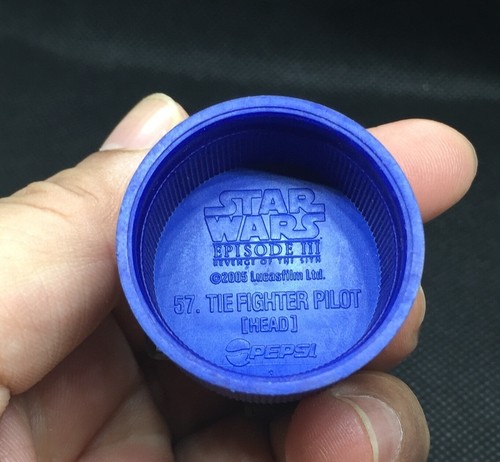 STAR
WARS
EPISODE III
REVENGE OF THE SITH
©2005 Lucasfilm Ltd.
57. TIE FIGHTER PILOT
[HEAD]
PEPSI